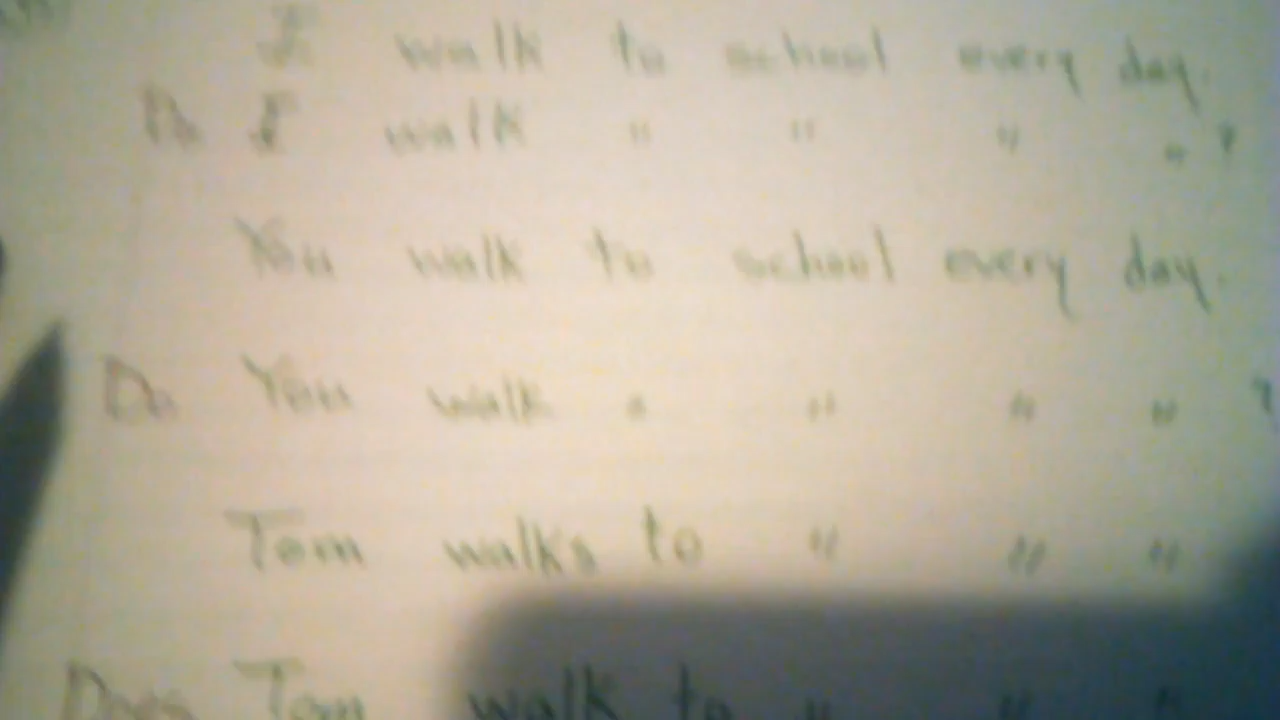 I walk to school every day.
Do I walk " " " " ?
You walk to school every day.
Do You walk " " " " ?
Tom walks to " " "
Does Tom walk to " " "